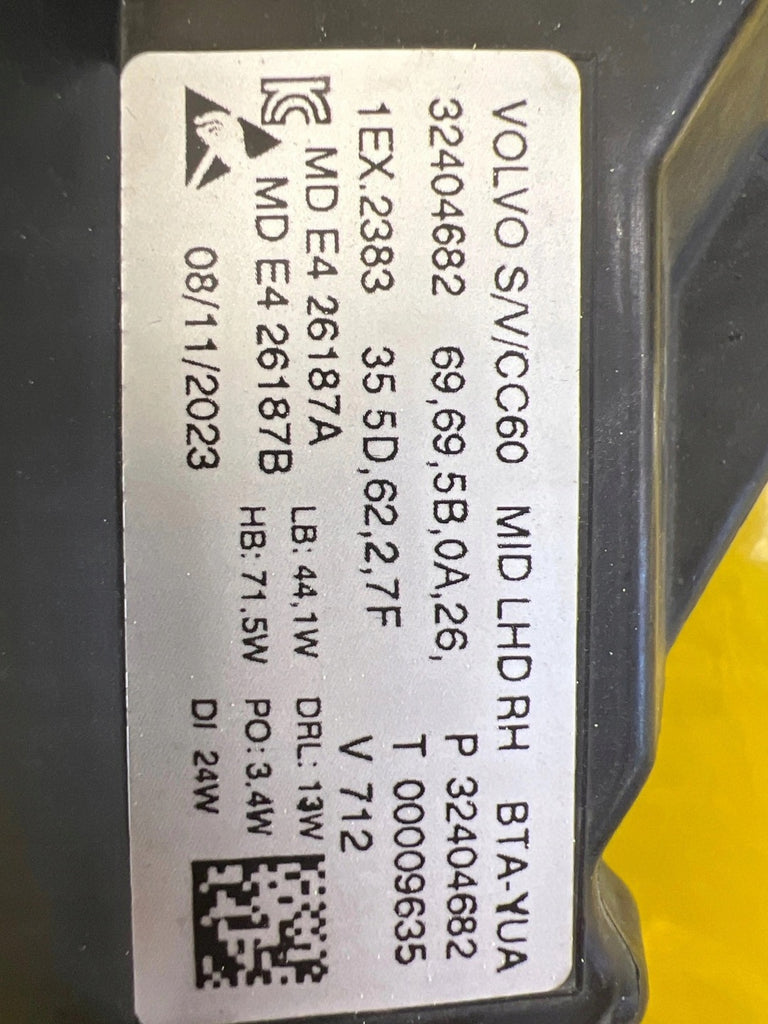 VOLVO S/V/CC60 MID LHD RH BTA-YUA
32404682 69,69,5B,0A,26, P 32404682
1EX.2383 35 5D,62,2,7F T 00009635
V 712
MD E4 26187A LB: 44,1W DRL: 13W
MD E4 26187B HB: 71.5W PO: 3.4W
08/11/2023 DI 24W